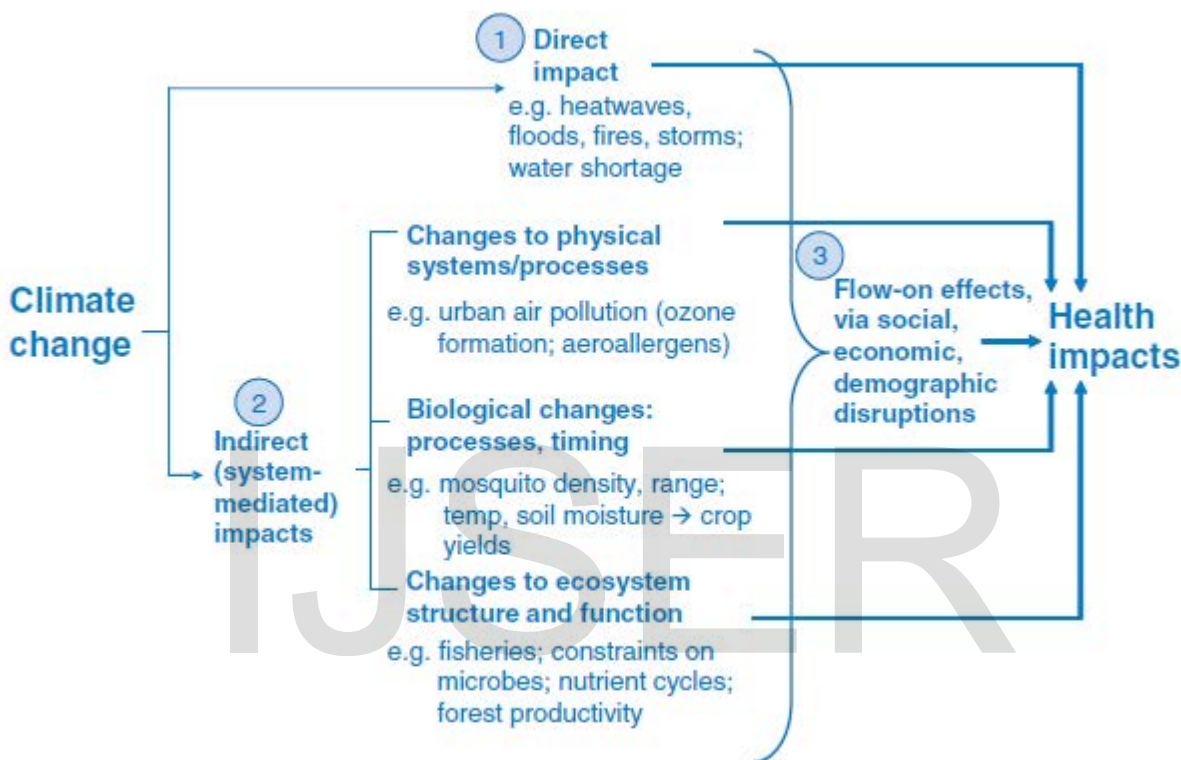 1
Direct
impact
e.g. heatwaves,
floods, fires, storms;
water shortage
Climate
change
2
Indirect
(system-
mediated)
impacts
Changes to physical
systems/processes
e.g. urban air pollution (ozone
formation; aeroallergens)
Biological changes:
processes, timing
e.g. mosquito density, range;
temp, soil moisture → crop
yields
Changes to ecosystem
structure and function
e.g. fisheries; constraints on
microbes; nutrient cycles;
forest productivity
3
Flow-on effects,
via social,
economic,
demographic
disruptions
Health
impacts
IJSER